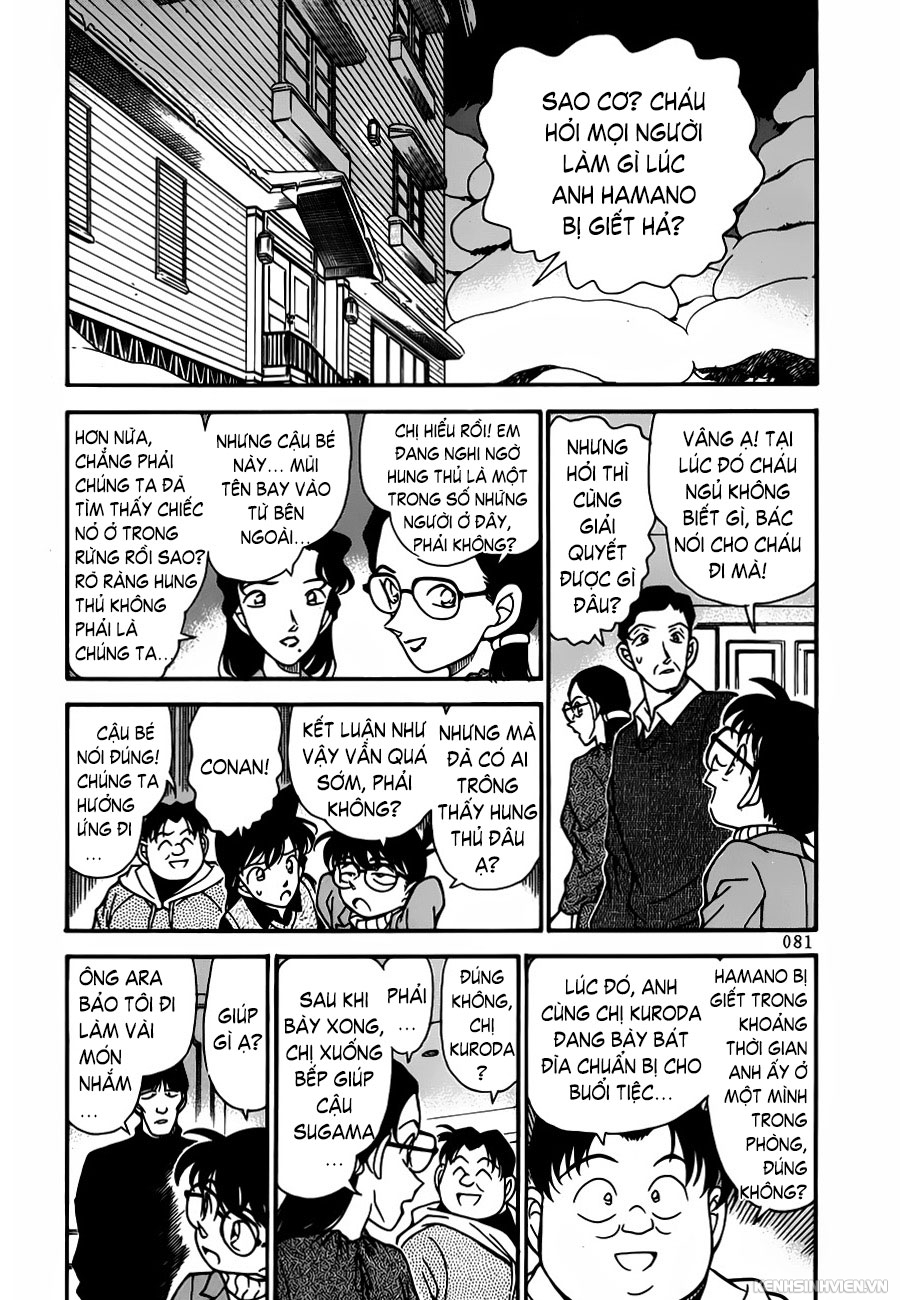 SAO CƠ? CHÁU
HỎI MỌI NGƯỜI
LÀM GÌ LÚC
ANH HAMANO
BỊ GIẾT HẢ?
VÂNG Ạ! TẠI
LÚC ĐÓ CHÁU
NGỦ KHÔNG
BIẾT GÌ, BÁC
NÓI CHO CHÁU
ĐI MÀ!
NHƯNG
HỎI THÌ
CŨNG
GIẢI
QUYẾT
ĐƯỢC GÌ
ĐÂU?
CHỊ HIỂU RỒI! EM
ĐANG NGHI NGỜ
HUNG THỦ LÀ MỘT
TRONG SỐ NHỮNG
NGƯỜI Ở ĐÂY,
PHẢI KHÔNG?
NHƯNG CẬU BÉ
NÀY... MŨI
TÊN BAY VÀO
TỪ BÊN
NGOÀI...
HƠN NỮA,
CHẲNG PHẢI
CHÚNG TA ĐÃ
TÌM THẤY CHIẾC
NỎ Ở TRONG
RỪNG RỒI SAO?
RÕ RÀNG HUNG
THỦ KHÔNG
PHẢI LÀ
CHÚNG TA...
NHƯNG MÀ
ĐÃ CÓ AI
TRÔNG
THẤY HUNG
THỦ ĐÂU
Ạ?
KẾT LUẬN NHƯ
VẬY VẪN QUÁ
SỚM, PHẢI
KHÔNG?
CONAN!
CẬU BÉ
NÓI ĐÚNG!
CHÚNG TA
HƯỞNG
ỨNG ĐI
...
081
HAMANO BỊ
GIẾT TRONG
KHOẢNG
THỜI GIAN
ANH ẤY Ở
MỘT MÌNH
TRONG
PHÒNG,
ĐÚNG
KHÔNG?
LÚC ĐÓ, ANH
CÙNG CHỊ KURODA
ĐANG BÀY BÁT
ĐĨA CHUẨN BỊ CHO
BUỔI TIỆC...
ĐÚNG
KHÔNG,
CHỊ
KURODA
?
PHẢI
...
SAU KHI
BÀY XONG,
CHỊ XUỐNG
BẾP GIÚP
CẬU
SUGAMA
...
GIÚP
GÌ Ạ?
ÔNG ARA
BẢO TÔI ĐI
LÀM VÀI
MÓN
NHẮM
...
KENHSINHVIEN.VN